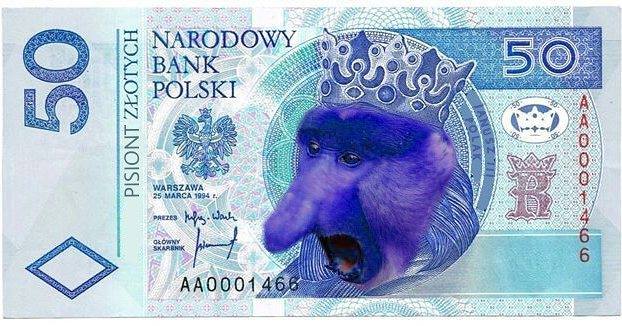 50
PISIONT ZŁOTYCH
NARODOWY
BANK
POLSKI
WARSZAWA
25 MARCA 1994 r.
PREZES
GŁÓWNY
SKARBNIK
AA0001466
50
AA0001466